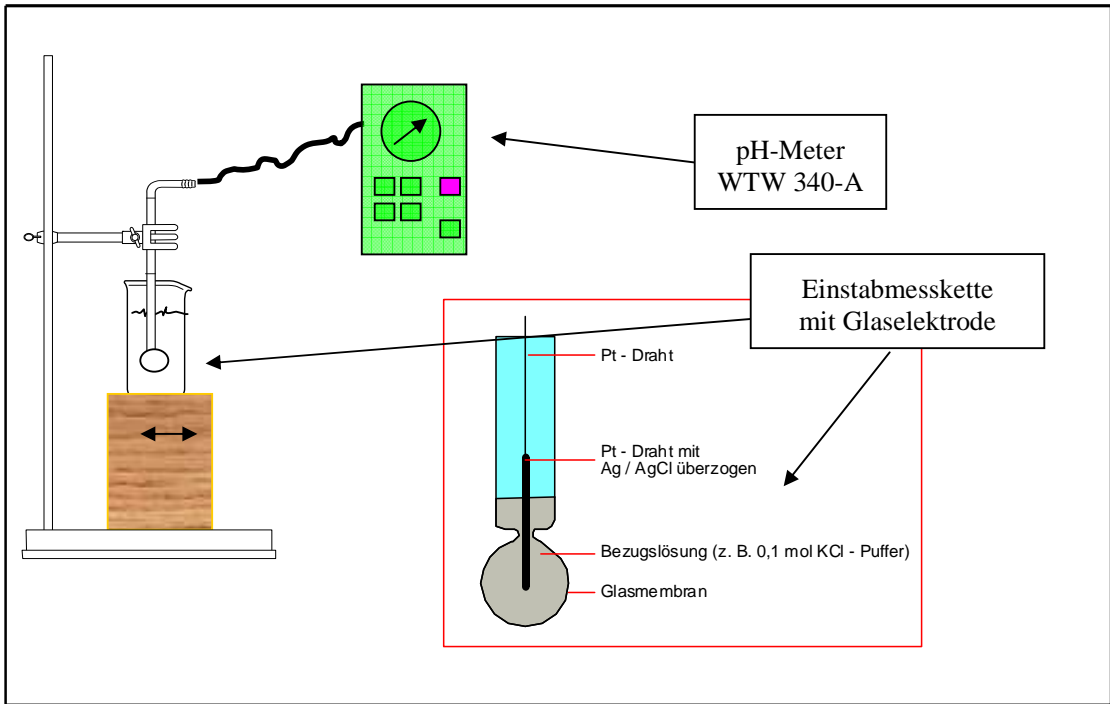 pH-Meter
WTW 340-A
Einstabmesskette
mit Glaselektrode
Pt - Draht
Pt - Draht mit
Ag / AgCl überzogen
Bezugslösung (z. B. 0,1 mol KCl - Puffer)
Glasmembran